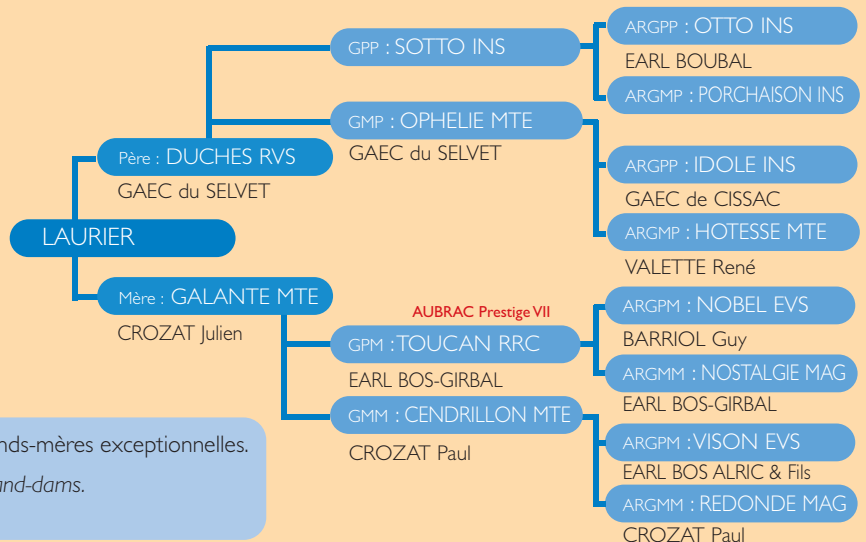 ARGPP : OTTO INS
GPP : SOTTO INS
EARL BOUBAL
ARGMP : PORCHAISON INS
GMP : OPHELIE MTE
GAEC du SELVET
Père : DUCHES RVS
GAEC du SELVET
ARGPP : IDOLE INS
GAEC de CISSAC
LAURIER
ARGMP : HOTESSE MTE
VALETTE René
Mère : GALANTE MTE
CROZAT Julien
AUBRAC Prestige VII
ARGPM : NOBEL EVS
GPM : TOUCAN RRC
BARRIOL Guy
EARL BOS-GIRBAL
ARGMM : NOSTALGIE MAG
EARL BOS-GIRBAL
GMM : CENDRILLON MTE
CROZAT Paul
ARGPM : VISON EVS
EARL BOS ALRIC & Fils
ARGMM : REDONDE MAG
CROZAT Paul
nds-mères exceptionnelles.
and-dams.